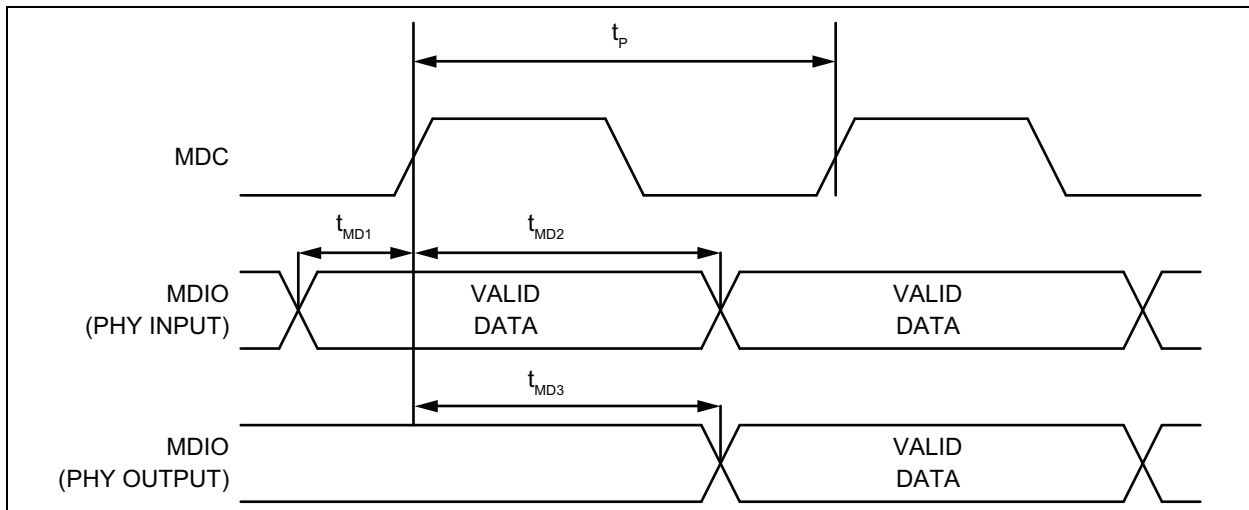 tP
MDC
tMD1
tMD2
MDIO
(PHY INPUT)
VALID
DATA
VALID
DATA
tMD3
MDIO
(PHY OUTPUT)
VALID
DATA